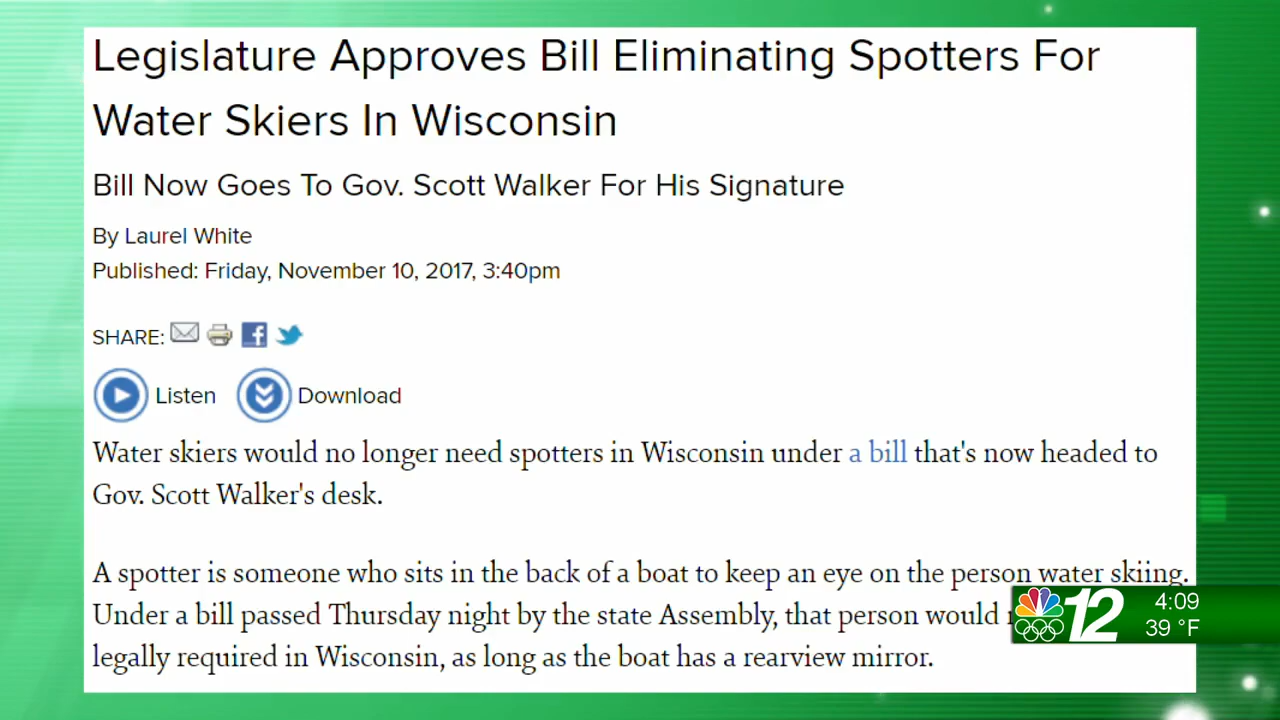 Legislature Approves Bill Eliminating Spotters For
Water Skiers In Wisconsin
Bill Now Goes To Gov. Scott Walker For His Signature
By Laurel White
Published: Friday, November 10, 2017, 3:40pm
SHARE:
Listen Download
Water skiers would no longer need spotters in Wisconsin under a bill that's now headed to
Gov. Scott Walker's desk.
A spotter is someone who sits in the back of a boat to keep an eye on the person water skiing.
Under a bill passed Thursday night by the state Assembly, that person would
legally required in Wisconsin, as long as the boat has a rearview mirror.
12
4:09
39 °F